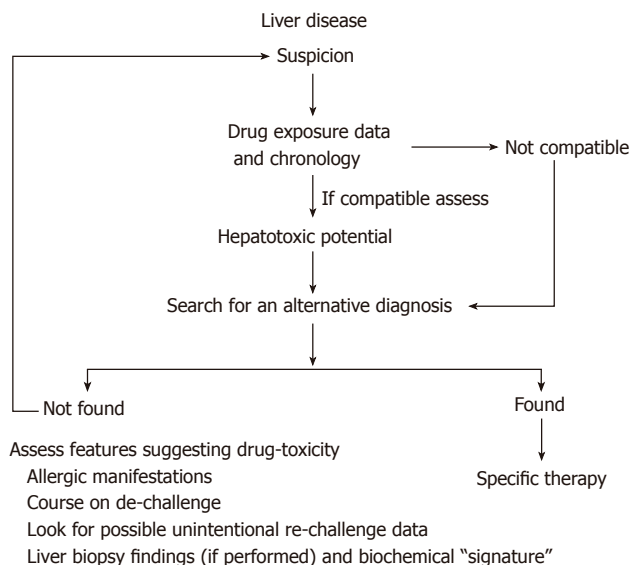 Liver disease
Suspicion
Drug exposure data
and chronology
Not compatible
If compatible assess
Hepatotoxic potential
Search for an alternative diagnosis
Not found
Found
Assess features suggesting drug-toxicity
Allergic manifestations
Course on de-challenge
Look for possible unintentional re-challenge data
Liver biopsy findings (if performed) and biochemical “signature”
Specific therapy